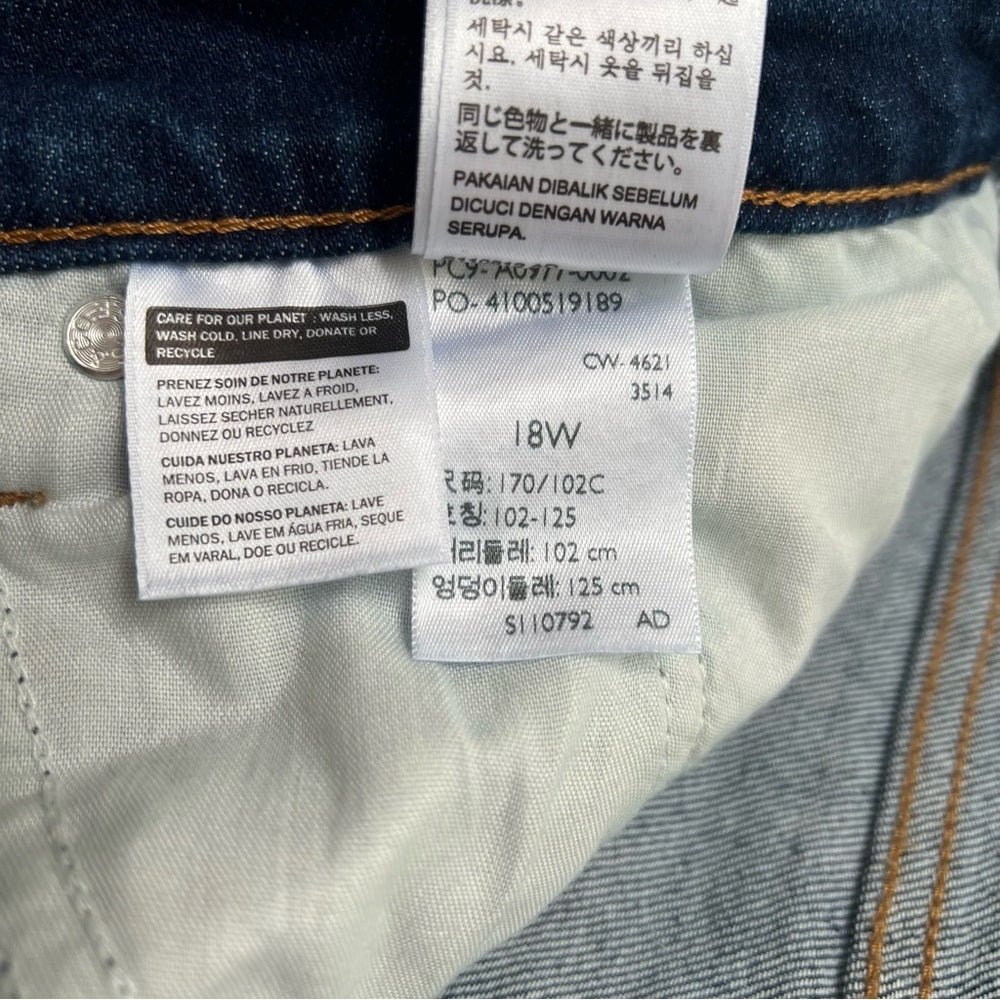 세탁시 같은 색상끼리 하십
시요. 세탁시 옷을 뒤집을
것.
同じ色物と一緒に製品を裏
返して洗ってください。
PAKAIAN DIBALIK SEBELUM
DICUCI DENGAN WARNA
SERUPA.
CARE FOR OUR PLANET : WASH LESS,
WASH COLD, LINE DRY, DONATE OR
RECYCLE
PRENEZ SOIN DE NOTRE PLANETE:
LAVEZ MOINS, LAVEZ A FROID,
LAISSEZ SECHER NATURELLEMENT,
DONNEZ OU RECYCLEZ
CUIDA NUESTRO PLANETA: LAVA
MENOS, LAVA EN FRIO, TIENDE LA
ROPA, DONA O RECICLA.
CUIDE DO NOSSO PLANETA: LAVE
MENOS, LAVE EM ÁGUA FRIA, SEQUE
EM VARAL, DOE OU RECICLE.
PO- 4100519189
CW- 4621
3514
18W
码: 170/102C
칭: 102-125
리둘레: 102 cm
엉덩이둘레: 125 cm
S110792 AD